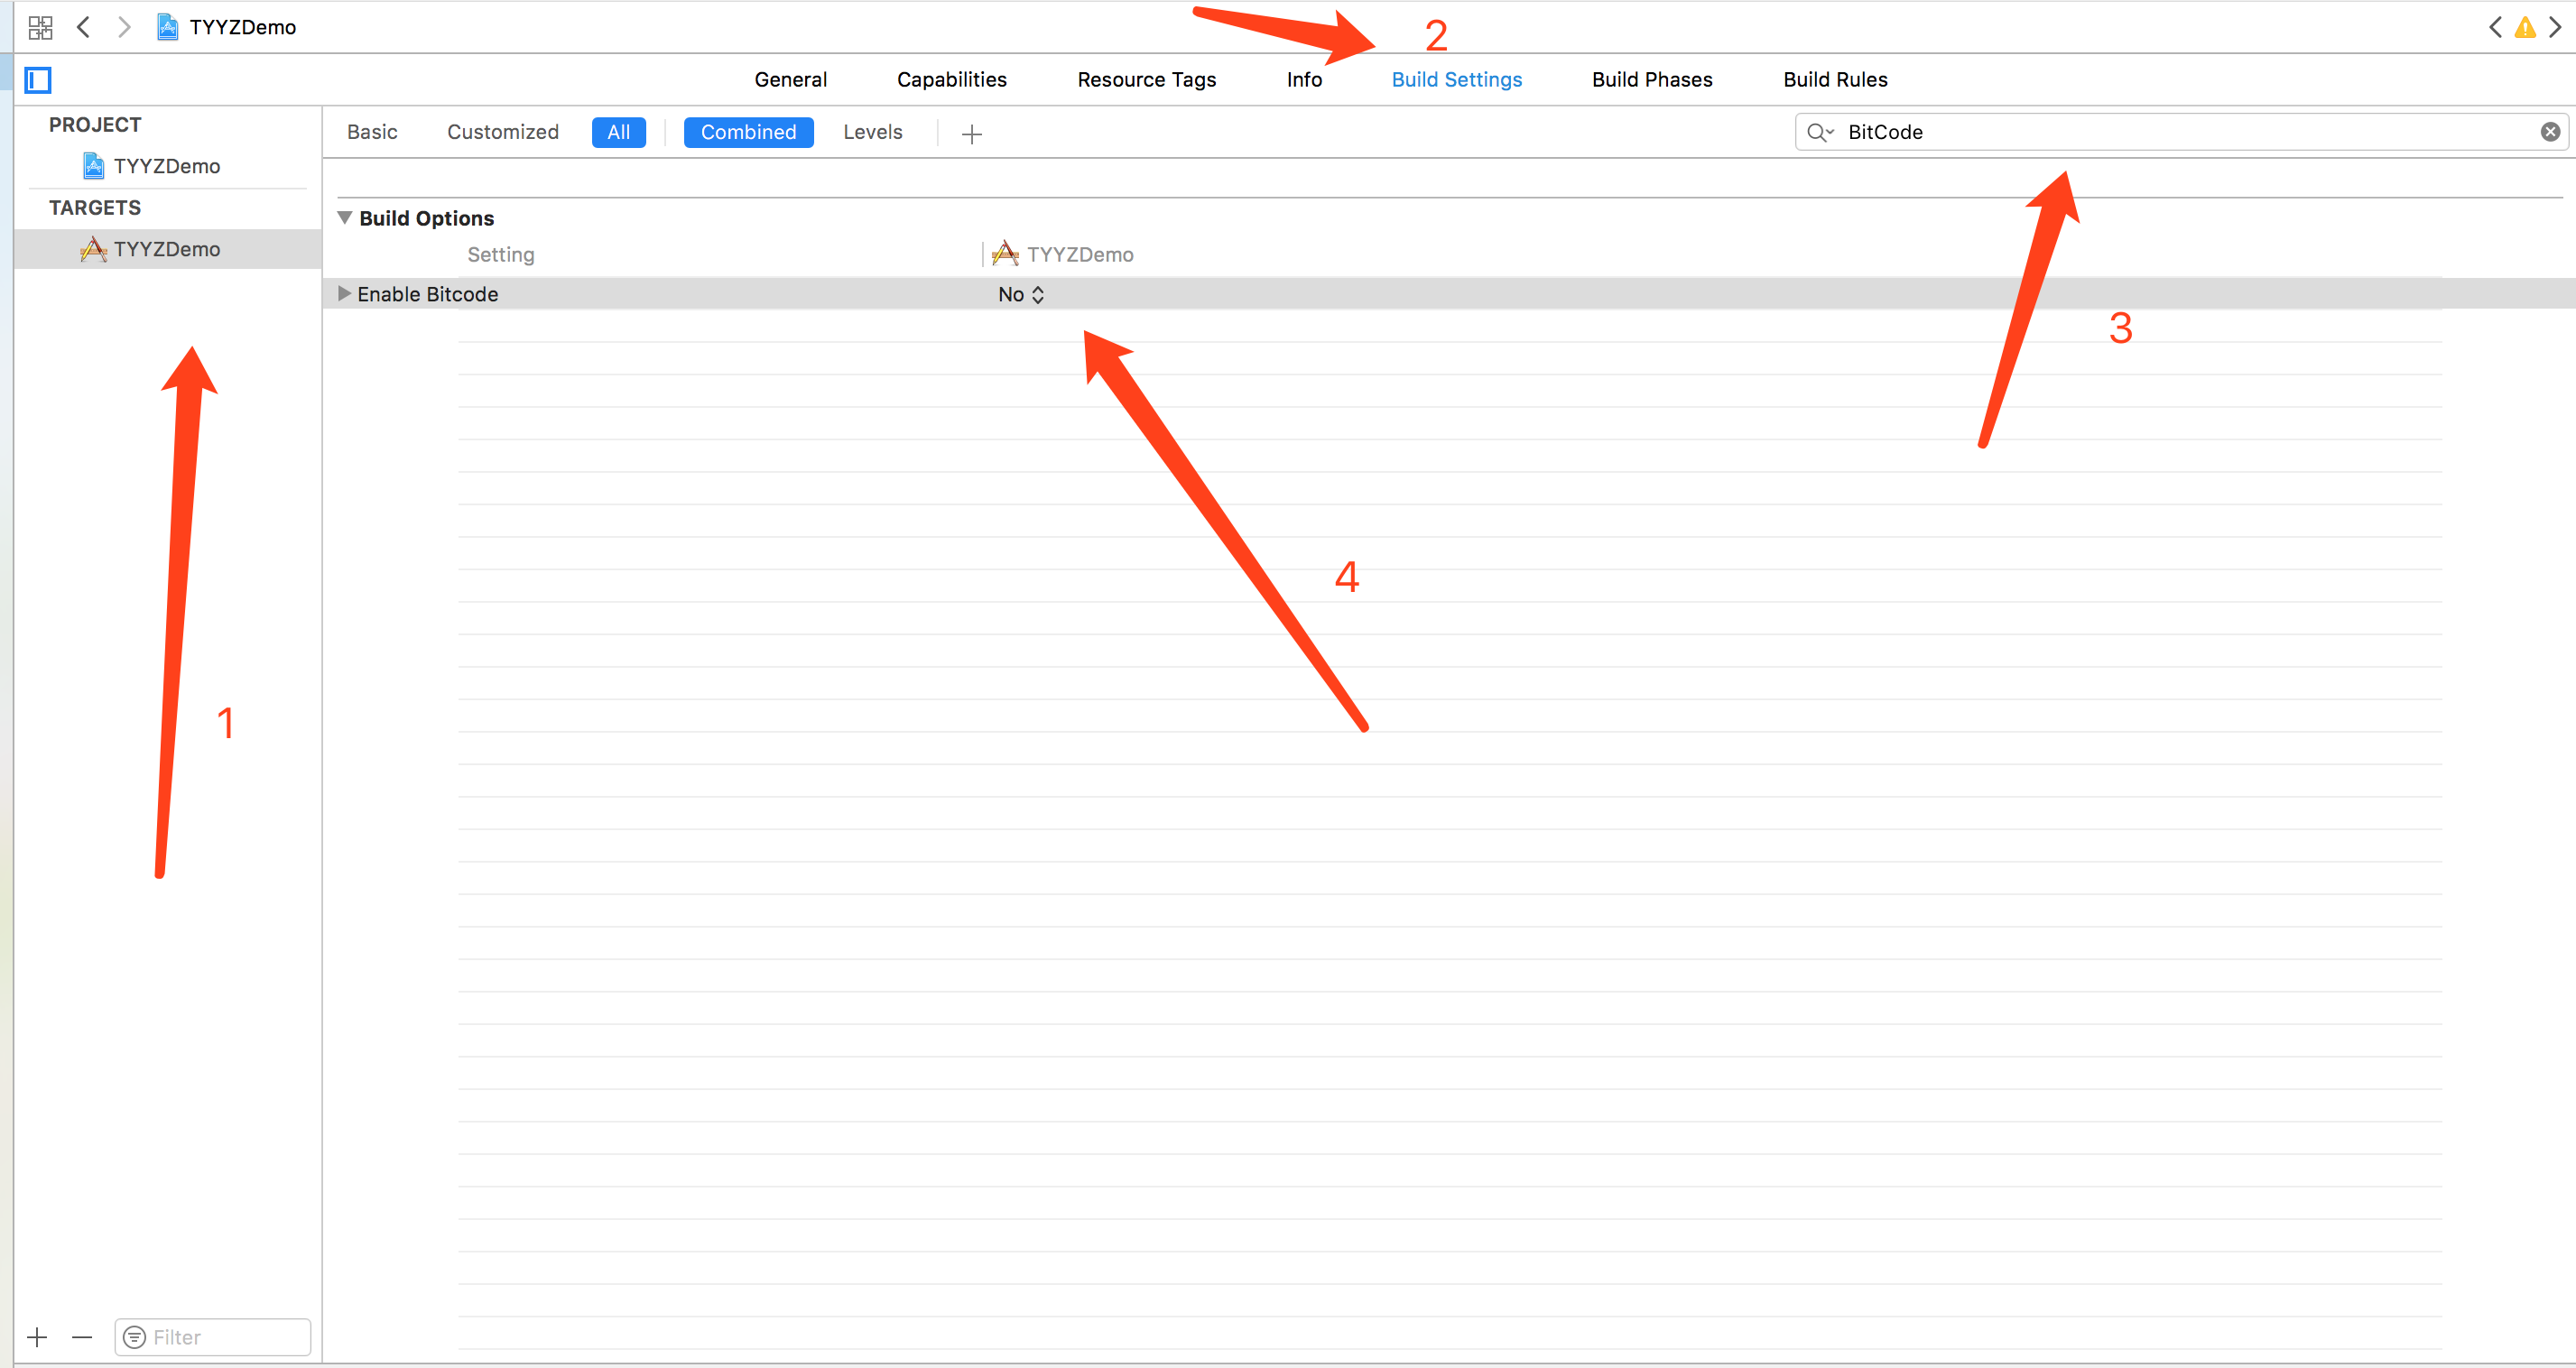 TYYZDemo
2
General Capabilities Resource Tags Info Build Settings Build Phases Build Rules
PROJECT
TYYZDemo
TARGETS
TYYZDemo
Basic Customized All Combined Levels
BitCode
Build Options
Setting TYYZDemo
Enable Bitcode No
3
4
1
Filter